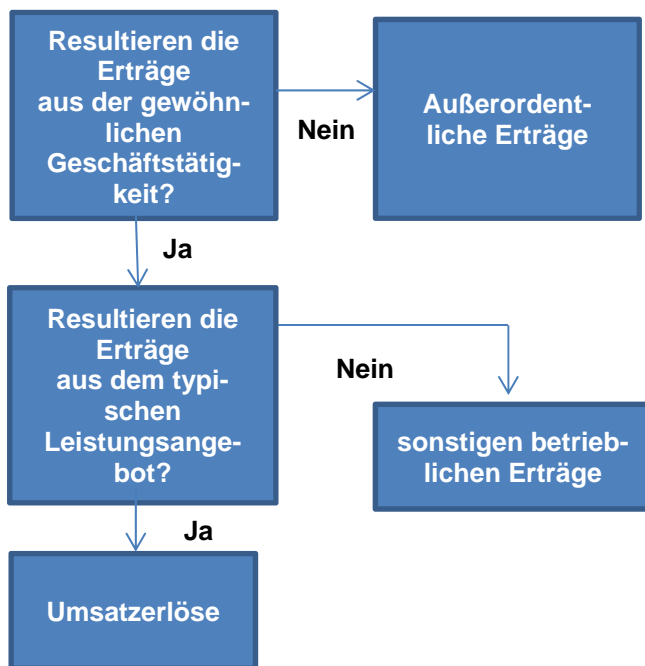 Resultieren die
Erträge
aus der gewöhn-
lichen
Geschäftstätig-
keit?
Nein
Außerordent-
liche Erträge
Ja
Resultieren die
Erträge
aus dem typi-
schen
Leistungsange-
bot?
Nein
sonstigen betrieb-
lichen Erträge
Ja
Umsatzerlöse